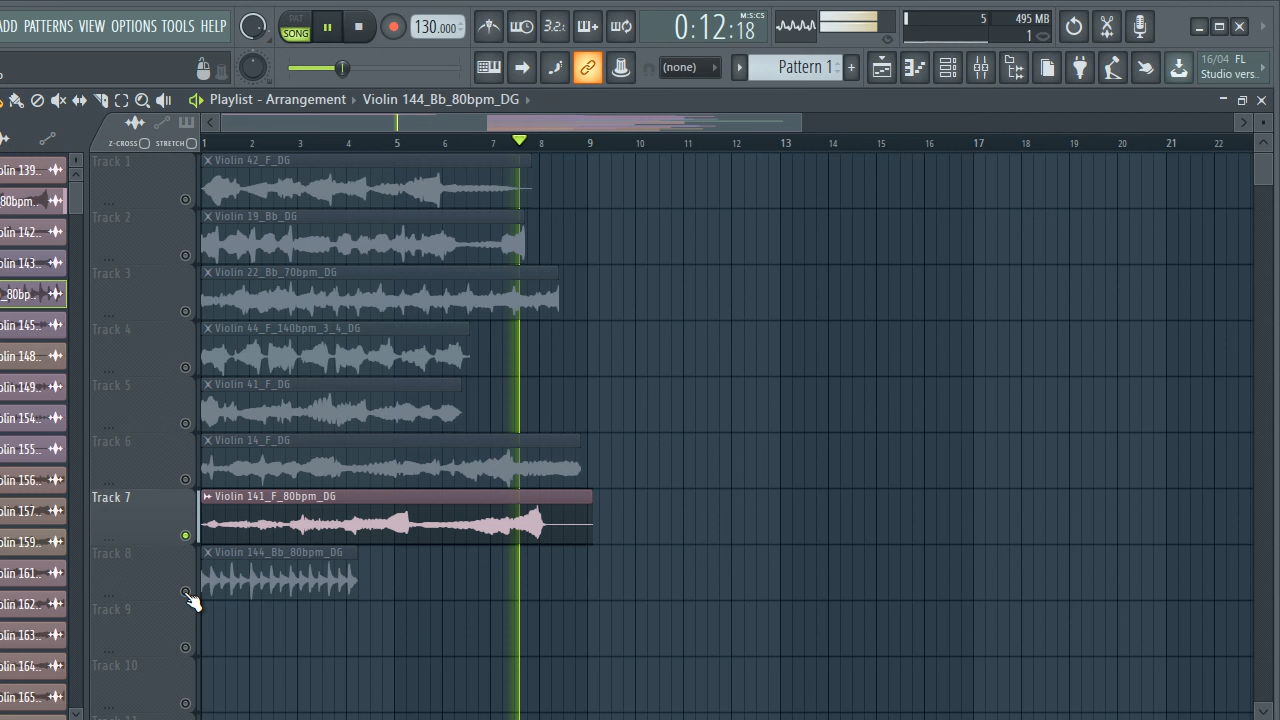 ADD PATTERNS VIEW OPTIONS TOOLS HELP
PAT
SONG
130.000
3.2.
0:12:18
M:S:CS
5
495 MB
1
(none)
Pattern 1
+
16/04 FL
Studio vers..
Playlist - Arrangement › Violin 144_Bb_80bpm_DG ›
Z-CROSS
STRETCH
1 2 3 4 5 6 7 8 9 10 11 12 13 14 15 16 17 18 19 20 21 22
olin 139..
80bpm..
olin 142..
olin 143..
_80bp..
olin 145..
olin 148..
olin 149..
olin 154..
olin 155..
olin 156..
olin 157..
olin 159..
olin 161..
olin 162..
olin 163..
olin 164..
olin 165..
Track 1
Violin 42_F_DG
Track 2
Violin 19_Bb_DG
Track 3
Violin 22_Bb_70bpm_DG
Track 4
Violin 44_F_140bpm_3_4_DG
Track 5
Violin 41_F_DG
Track 6
Violin 14_F_DG
Track 7
Violin 141_F_80bpm_DG
Track 8
Violin 144_Bb_80bpm_DG
Track 9
Track 10